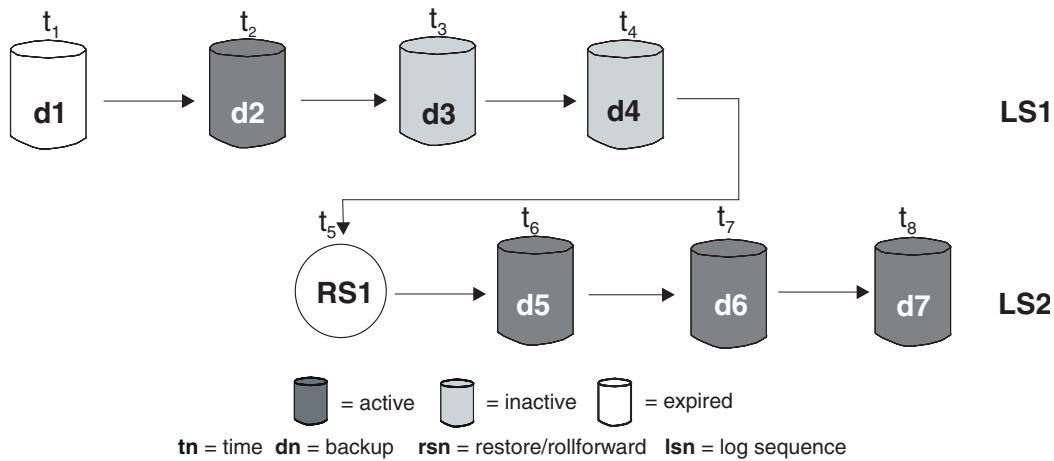 t1 t2 t3 t4
d1 d2 d3 d4 LS1
t5 t6 t7 t8
RS1 d5 d6 d7 LS2
= active = inactive = expired
tn = time dn = backup rsn = restore/rollforward lsn = log sequence